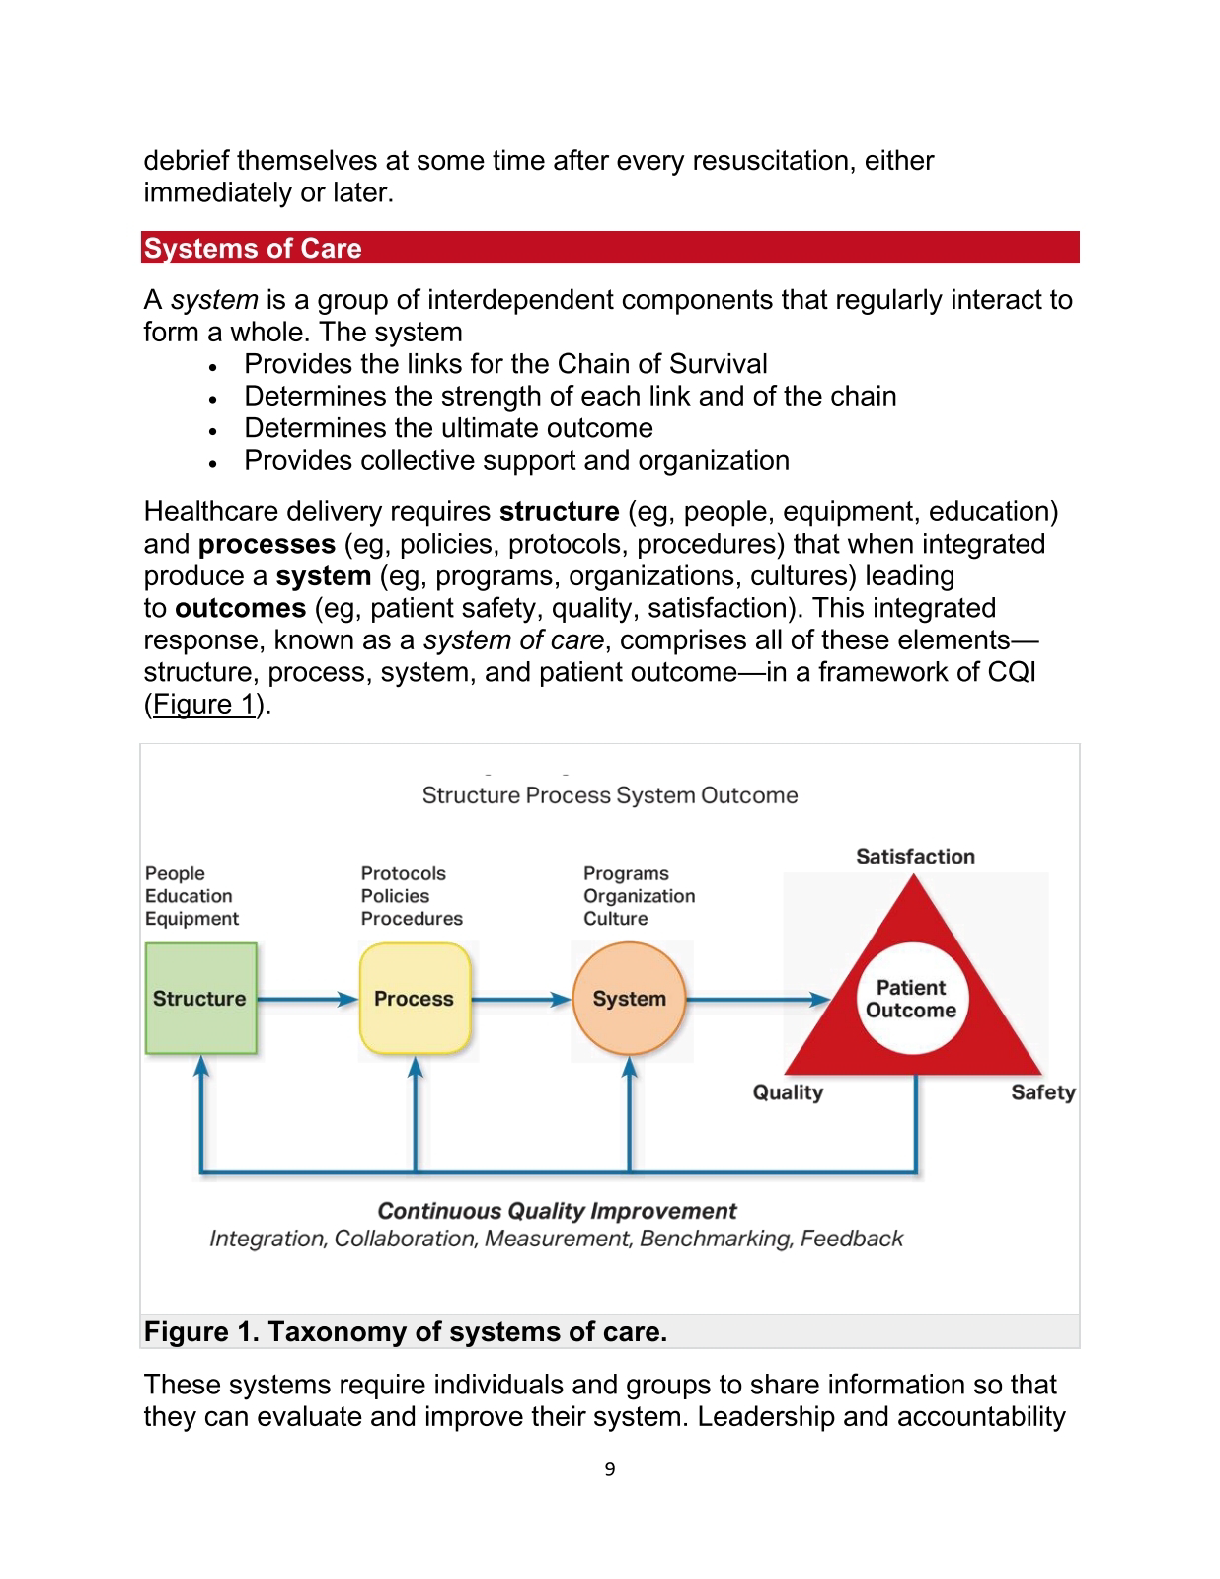 debrief themselves at some time after every resuscitation, either
immediately or later.
Systems of Care
A system is a group of interdependent components that regularly interact to
form a whole. The system
• Provides the links for the Chain of Survival
• Determines the strength of each link and of the chain
• Determines the ultimate outcome
• Provides collective support and organization
Healthcare delivery requires structure (eg, people, equipment, education)
and processes (eg, policies, protocols, procedures) that when integrated
produce a system (eg, programs, organizations, cultures) leading
to outcomes (eg, patient safety, quality, satisfaction). This integrated
response, known as a system of care, comprises all of these elements—
structure, process, system, and patient outcome—in a framework of CQI
(Figure 1).
Structure Process System Outcome
People
Education
Equipment
Protocols
Policies
Procedures
Programs
Organization
Culture
Satisfaction
Structure
Process
System
Patient
Outcome
Quality
Safety
Continuous Quality Improvement
Integration, Collaboration, Measurement, Benchmarking, Feedback
Figure 1. Taxonomy of systems of care.
These systems require individuals and groups to share information so that
they can evaluate and improve their system. Leadership and accountability
9